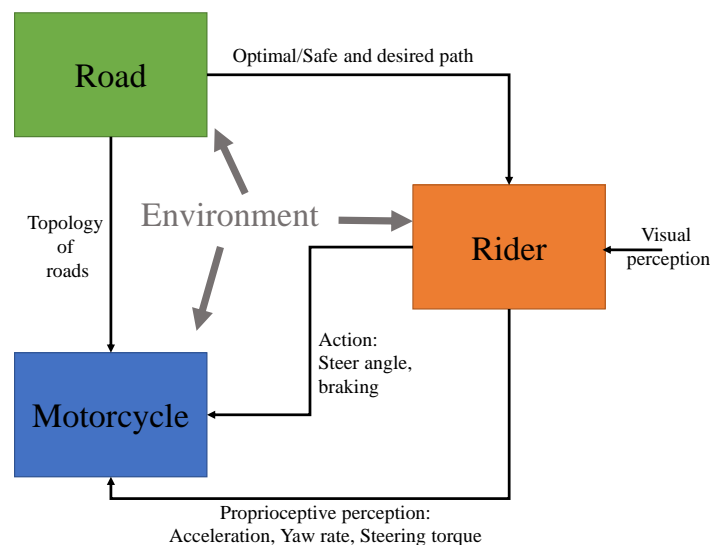 Optimal/Safe and desired path
Road
Environment
Topology
of
roads
Rider
Visual
perception
Action:
Steer angle,
braking
Motorcycle
Proprioceptive perception:
Acceleration, Yaw rate, Steering torque